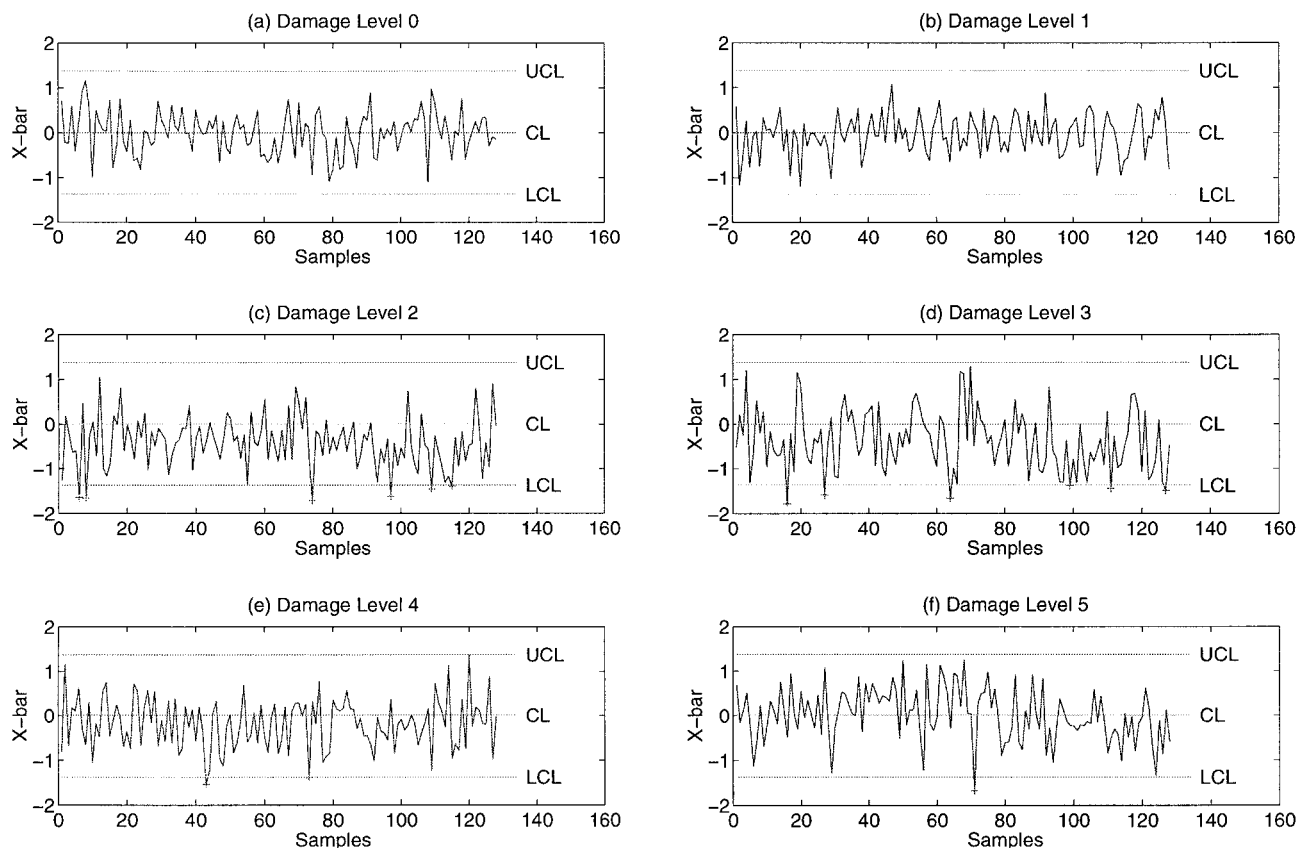 (a) Damage Level 0
2
1
0
−1
−2
X-bar
UCL
CL
LCL
0 20 40 60 80 100 120 140 160
Samples
(b) Damage Level 1
2
1
0
−1
−2
X-bar
UCL
CL
LCL
0 20 40 60 80 100 120 140 160
Samples
(c) Damage Level 2
2
1
0
−1
−2
X-bar
UCL
CL
LCL
0 20 40 60 80 100 120 140 160
Samples
(d) Damage Level 3
2
1
0
−1
−2
X-bar
UCL
CL
LCL
0 20 40 60 80 100 120 140 160
Samples
(e) Damage Level 4
2
1
0
−1
−2
X-bar
UCL
CL
LCL
0 20 40 60 80 100 120 140 160
Samples
(f) Damage Level 5
2
1
0
−1
−2
X-bar
UCL
CL
LCL
0 20 40 60 80 100 120 140 160
Samples